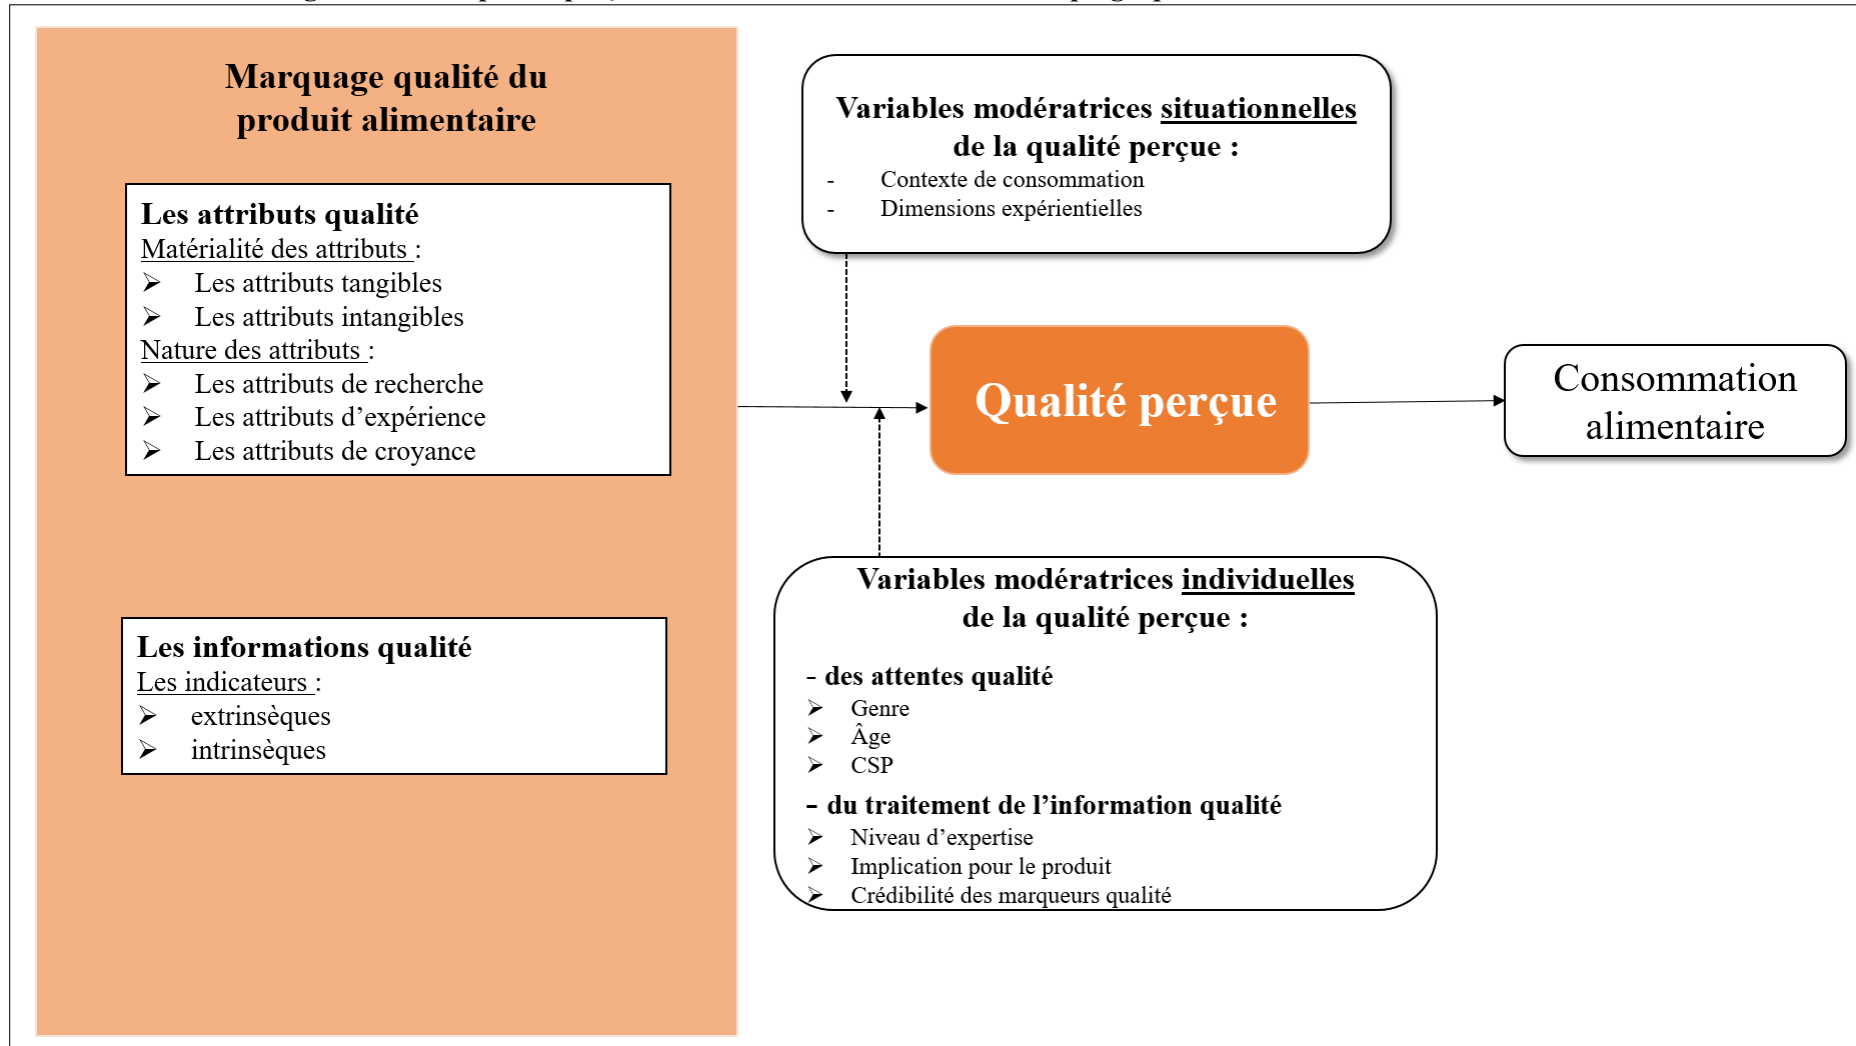 Marquage qualité du
produit alimentaire
Les attributs qualité
Matérialité des attributs :
➢ Les attributs tangibles
➢ Les attributs intangibles
Nature des attributs :
➢ Les attributs de recherche
➢ Les attributs d’expérience
➢ Les attributs de croyance
Les informations qualité
Les indicateurs :
➢ extrinsèques
➢ intrinsèques
Variables modératrices situationnelles
de la qualité perçue :
- Contexte de consommation
- Dimensions expérientielles
Qualité perçue
Consommation
alimentaire
Variables modératrices individuelles
de la qualité perçue :
- des attentes qualité
➢ Genre
➢ Âge
➢ CSP
- du traitement de l’information qualité
➢ Niveau d’expertise
➢ Implication pour le produit
➢ Crédibilité des marqueurs qualité